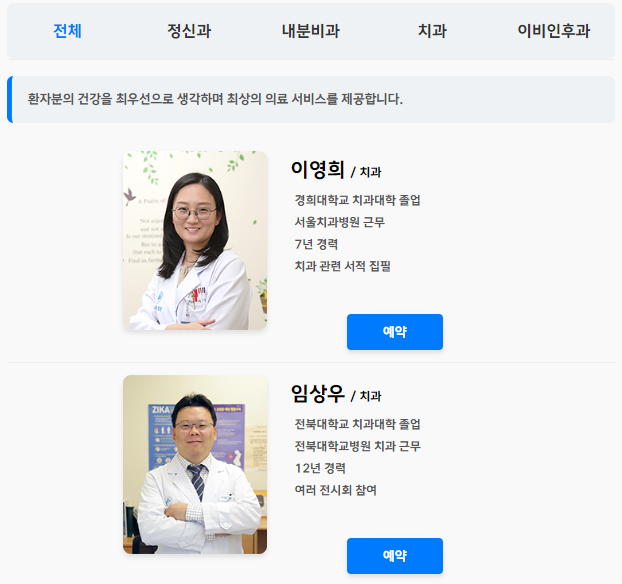 전체 정신과 내분비과 치과 이비인후과
환자분의 건강을 최우선으로 생각하며 최상의 의료 서비스를 제공합니다.
이영희 / 치과
경희대학교 치과대학 졸업
서울치과병원 근무
7년 경력
치과 관련 서적 집필
예약
임상우 / 치과
전북대학교 치과대학 졸업
전북대학교병원 치과 근무
12년 경력
여러 전시회 참여
예약
ZIKA